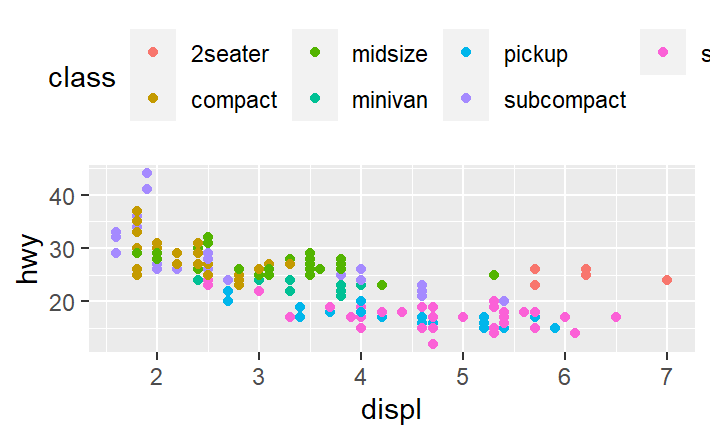 class
2seater midsize pickup s
compact minivan subcompact
hwy
40
30
20
2 3 4 5 6 7
displ